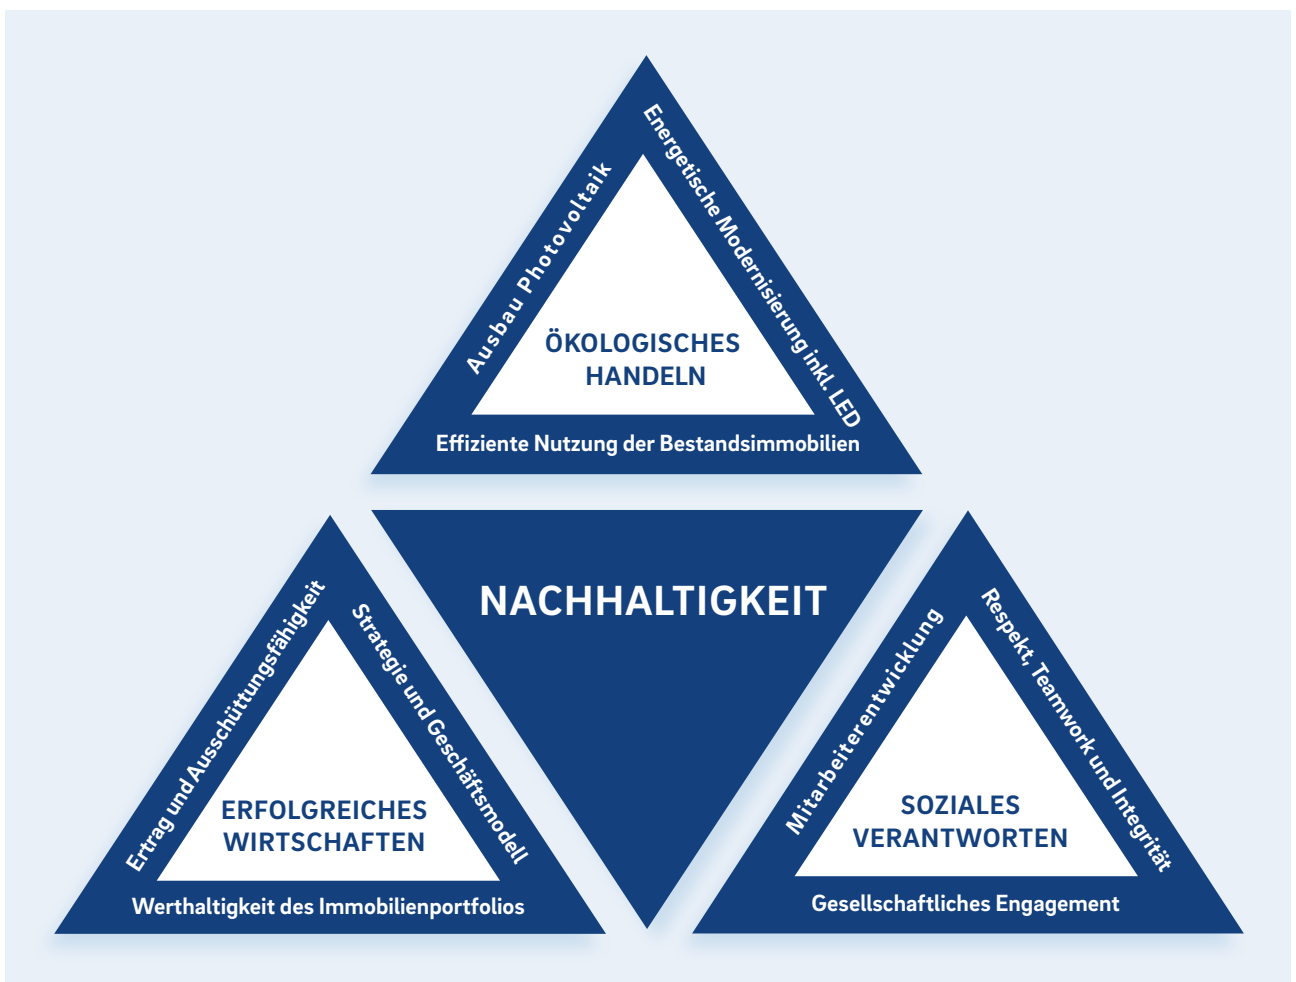 Ausbau Photovoltaik
Energetische Modernisierung inkl. LED
ÖKOLOGISCHES
HANDELN
Effiziente Nutzung der Bestandsimmobilien
NACHHALTIGKEIT
Ertrag und Ausschüttungsfähigkeit
Strategie und Geschäftsmodell
ERFOLGREICHES
WIRTSCHAFTEN
Werthaltigkeit des Immobilienportfolios
Mitarbeiterentwicklung
Respekt, Teamwork und Integrität
SOZIALES
VERANTWORTEN
Gesellschaftliches Engagement